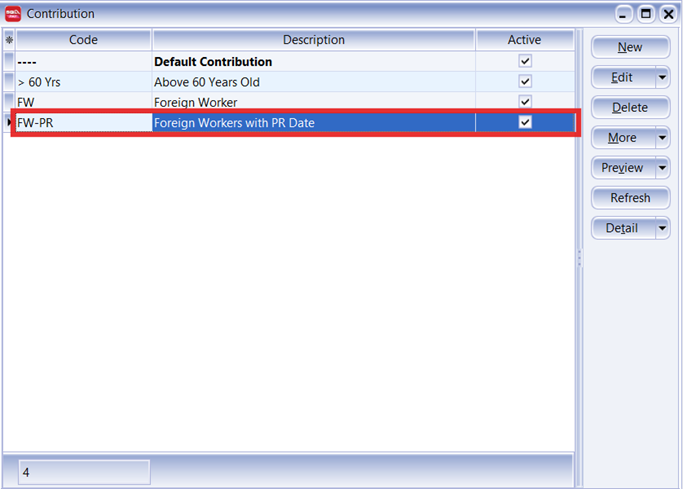 Contribution
Code Description Active
---- Default Contribution
> 60 Yrs Above 60 Years Old
FW Foreign Worker
FW-PR Foreign Workers with PR Date
New
Edit
Delete
More
Preview
Refresh
Detail
4